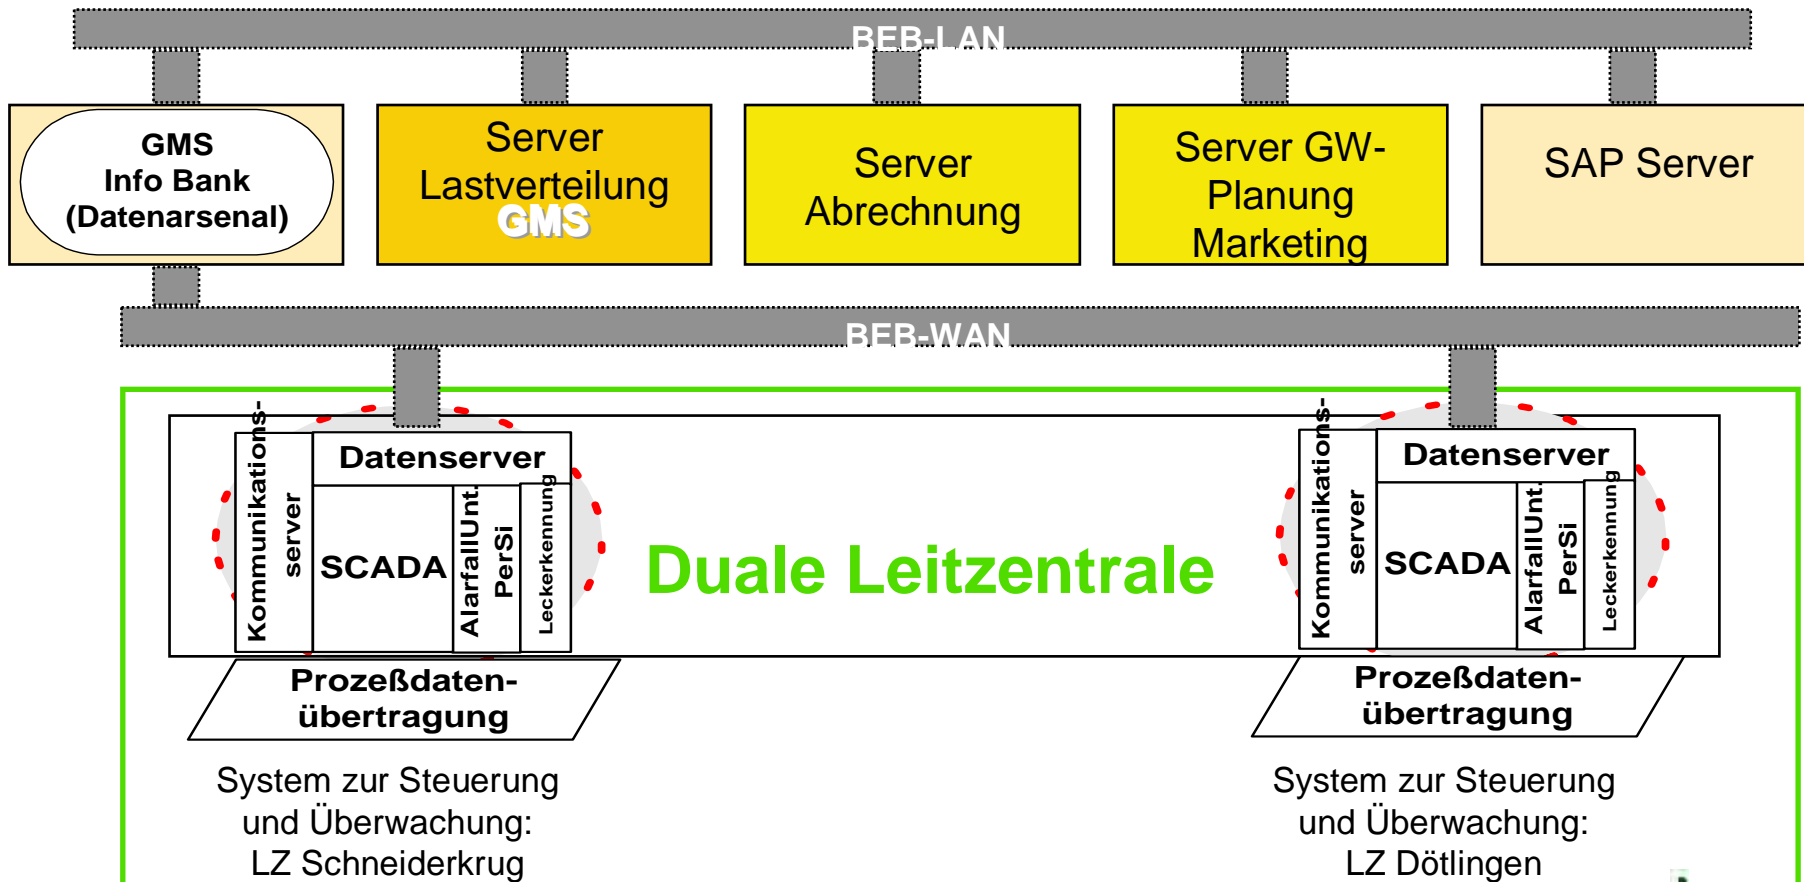 BEB-LAN
GMS
Info Bank
(Datenarsenal)
Server
Lastverteilung
GMS
Server
Abrechnung
Server GW-
Planung
Marketing
SAP Server
BEB-WAN
Kommunikations-
server
Datenserver
SCADA
AlarfallUnt.
PerSi
Leckerkennung
Duale Leitzentrale
Kommunikations-
server
Datenserver
SCADA
AlarfallUnt.
PerSi
Leckerkennung
Prozeßdaten-
übertragung
Prozeßdaten-
übertragung
System zur Steuerung
und Überwachung:
LZ Schneiderkrug
System zur Steuerung
und Überwachung:
LZ Dötlingen